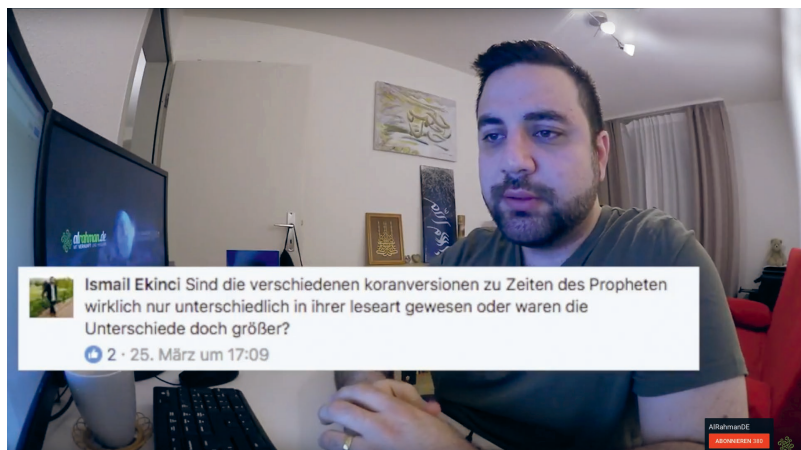 alrahman.de
Ismail Ekinci Sind die verschiedenen koranversionen zu Zeiten des Propheten
wirklich nur unterschiedlich in ihrer leseart gewesen oder waren die
Unterschiede doch größer?
2 · 25. März um 17:09
AlRahmanDE
ABONNIEREN 380